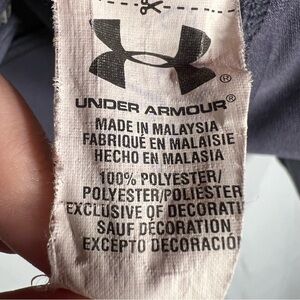 UNDER ARMOUR®
MADE IN MALAYSIA
FABRIQUÉ EN MALAISIE
HECHO EN MALASIA
100% POLYESTER/
POLYESTER/POLIESTER
EXCLUSIVE OF DECORATI
SAUF DÉCORATION
EXCEPTO DECORACIÓN